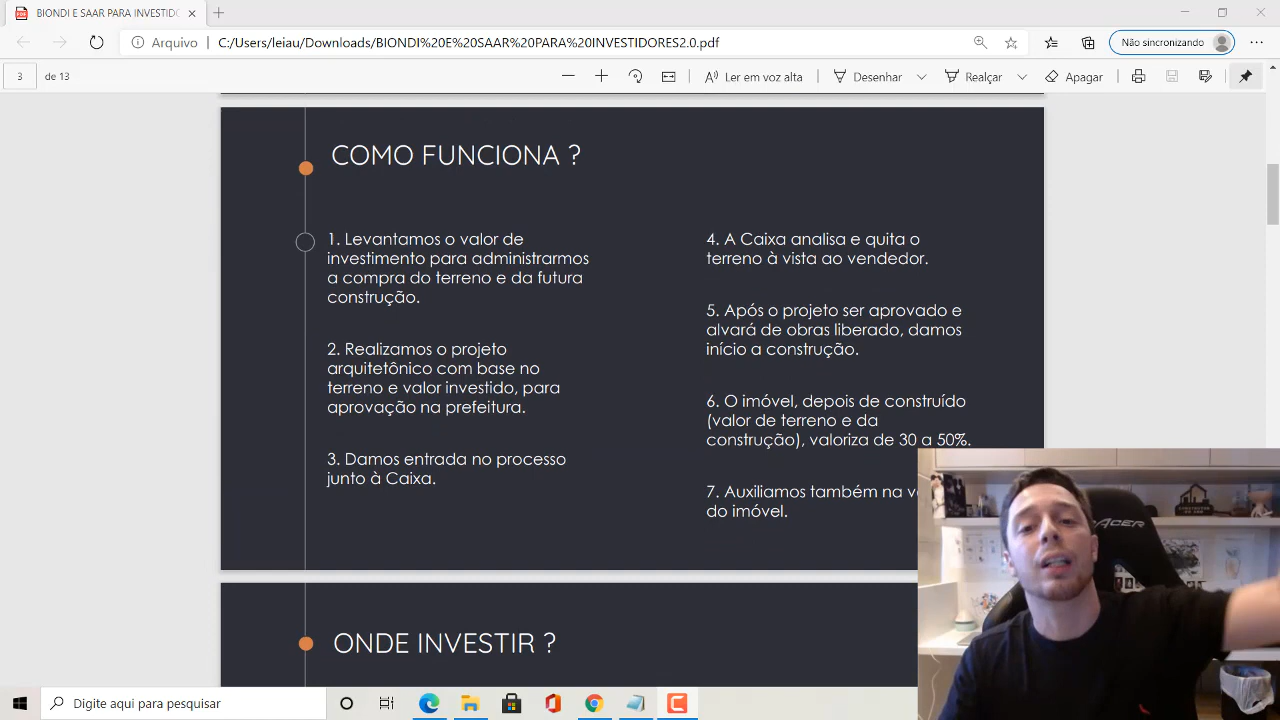 BIONDI E SAAR PARA INVESTID
Arquivo
C:/Users/leiau/Downloads/BIONDI%20E%20SAAR%20PARA%20INVESTIDORES2.0.pdf
Não sincronizando
3
de 13
Ler em voz alta
Desenhar
Realçar
Apagar
COMO FUNCIONA ?
1. Levantamos o valor de
investimento para administrarmos
a compra do terreno e da futura
construção.
2. Realizamos o projeto
arquitetônico com base no
terreno e valor investido, para
aprovação na prefeitura.
3. Damos entrada no processo
junto à Caixa.
4. A Caixa analisa e quita o
terreno à vista ao vendedor.
5. Após o projeto ser aprovado e
alvará de obras liberado, damos
início a construção.
6. O imóvel, depois de construído
(valor de terreno e da
construção), valoriza de 30 a 50%.
7. Auxiliamos também na
do imóvel.
ONDE INVESTIR ?
Digite aqui para pesquisar